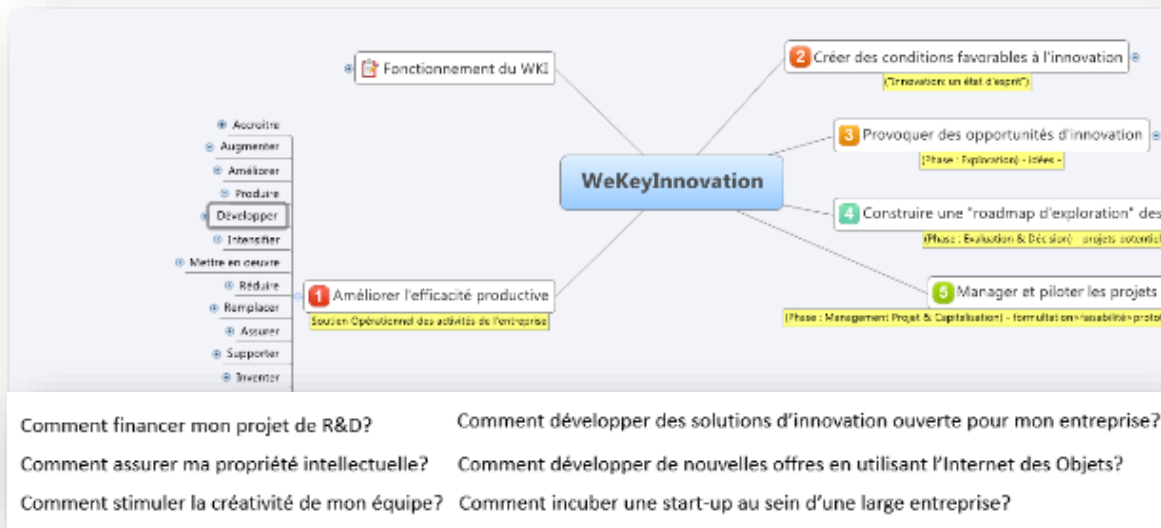 Fonctionnement du WKI
2 Créer des conditions favorables à l'innovation
("Innovation: un état d'esprit")
Accroitre
Augmenter
Améliorer
Produire
Développer
Intensifier
Mettre en oeuvre
Réduire
Remplacer
Assurer
Supporter
Inventer
3 Provoquer des opportunités d'innovation
(Phase : Exploration) - idées -
WeKeyInnovation
4 Construire une "roadmap d'exploration" des
(Phase : Evaluation & Décision) - projets potentiel
1 Améliorer l'efficacité productive
Soutien Opérationnel des activités de l'entreprise
5 Manager et piloter les projets
(Phase : Management Projet & Capitalisation) - formultation>faisabilité>protot
Comment financer mon projet de R&D?
Comment développer des solutions d'innovation ouverte pour mon entreprise?
Comment assurer ma propriété intellectuelle?
Comment développer de nouvelles offres en utilisant l'Internet des Objets?
Comment stimuler la créativité de mon équipe?
Comment incuber une start-up au sein d'une large entreprise?